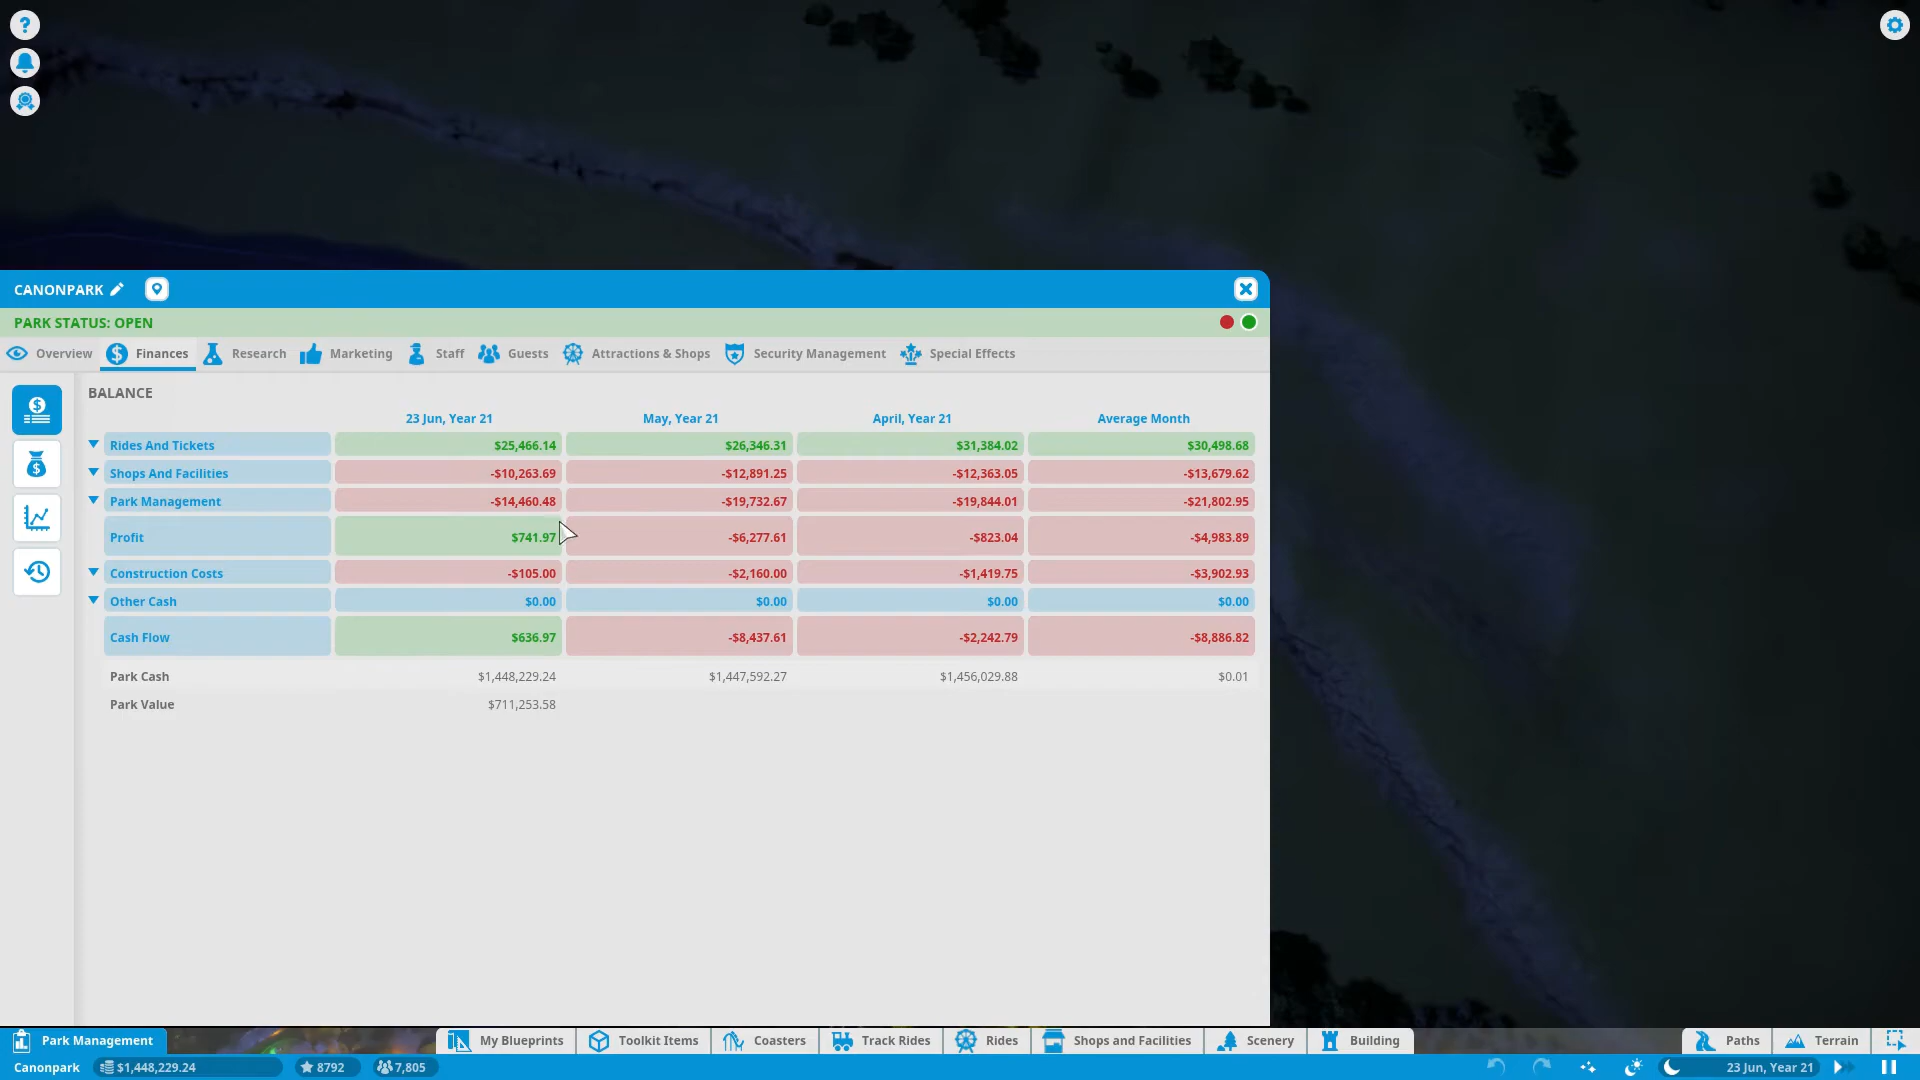 ?
CANONPARK
PARK STATUS: OPEN
Overview Finances Research Marketing Staff Guests Attractions & Shops Security Management Special Effects
BALANCE
23 Jun, Year 21 May, Year 21 April, Year 21 Average Month
Rides And Tickets $25,466.14 $26,346.31 $31,384.02 $30,498.68
Shops And Facilities -$10,263.69 -$12,891.25 -$12,363.05 -$13,679.62
Park Management -$14,460.48 -$19,732.67 -$19,844.01 -$21,802.95
Profit $741.97 -$6,277.61 -$823.04 -$4,983.89
Construction Costs -$105.00 -$2,160.00 -$1,419.75 -$3,902.93
Other Cash $0.00 $0.00 $0.00 $0.00
Cash Flow $636.97 -$8,437.61 -$2,242.79 -$8,886.82
Park Cash $1,448,229.24 $1,447,592.27 $1,456,029.88 $0.01
Park Value $711,253.58
Park Management My Blueprints Toolkit Items Coasters Track Rides Rides Shops and Facilities Scenery Building Paths Terrain
Canonpark $1,448,229.24 8792 7,805 23 Jun, Year 21